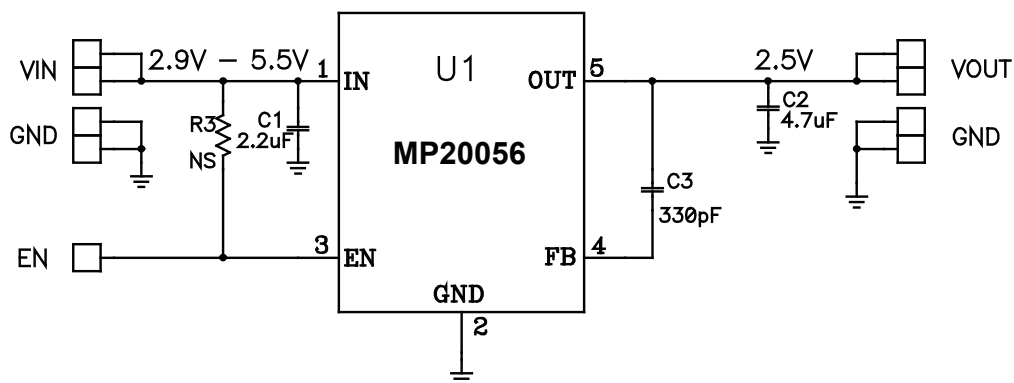 VIN
2.9V – 5.5V
1
IN
U1
OUT
5
2.5V
VOUT
GND
R3
NS
C1
2.2uF
MP20056
C2
4.7uF
GND
C3
330pF
EN
3
EN
FB
4
GND
2